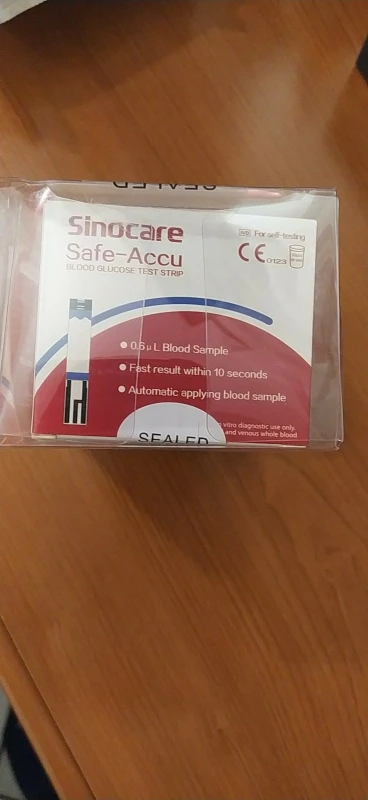 SEALED
Sinocare
Safe-Accu
BLOOD GLUCOSE TEST STRIP
IVD For self-testing
CE 0123
0.6μL Blood Sample
Fast result within 10 seconds
Automatic applying blood sample
SEALED
vitro diagnostic use only.
and venous whole blood